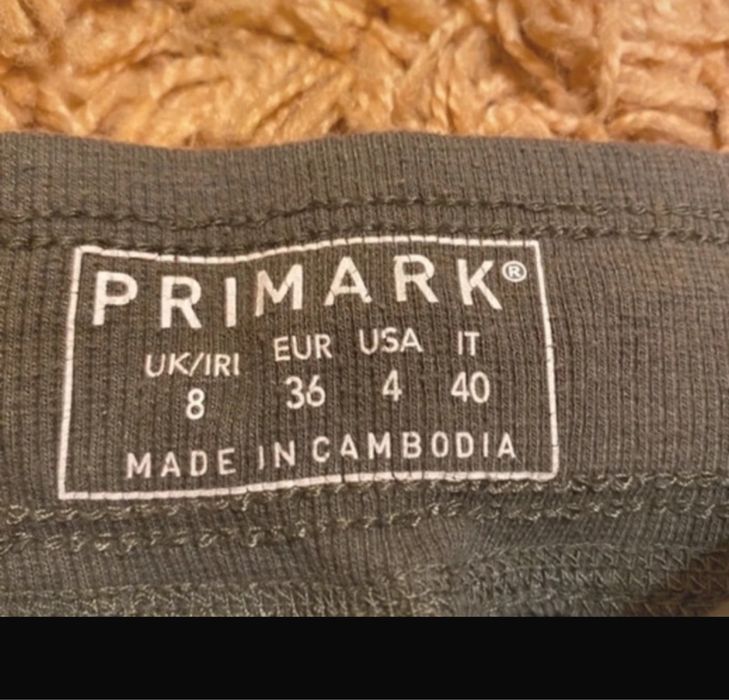 PRIMARK®
UK/IRI EUR USA IT
8 36 4 40
MADE IN CAMBODIA